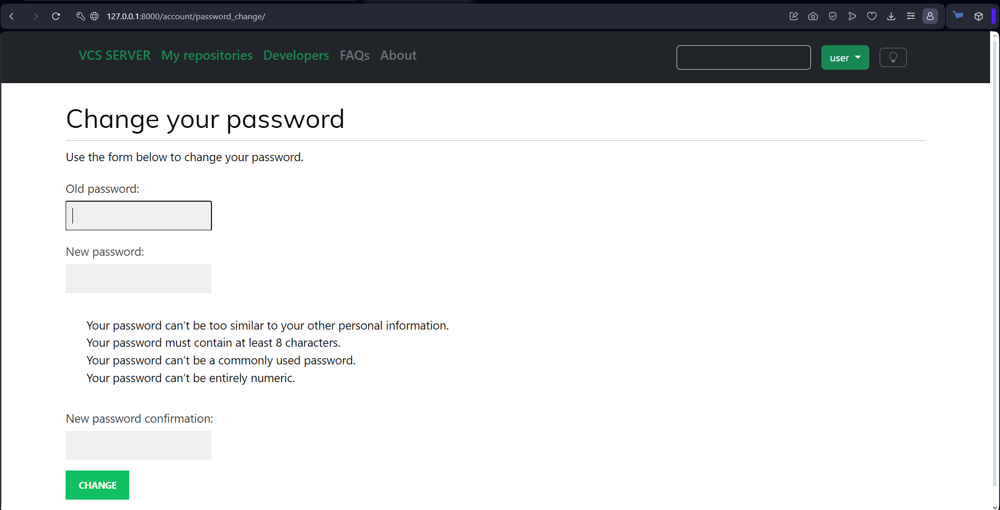 127.0.0.1:8000/account/password_change/
VCS SERVER My repositories Developers FAQs About
user
Change your password
Use the form below to change your password.
Old password:
New password:
Your password can’t be too similar to your other personal information.
Your password must contain at least 8 characters.
Your password can’t be a commonly used password.
Your password can’t be entirely numeric.
New password confirmation:
CHANGE